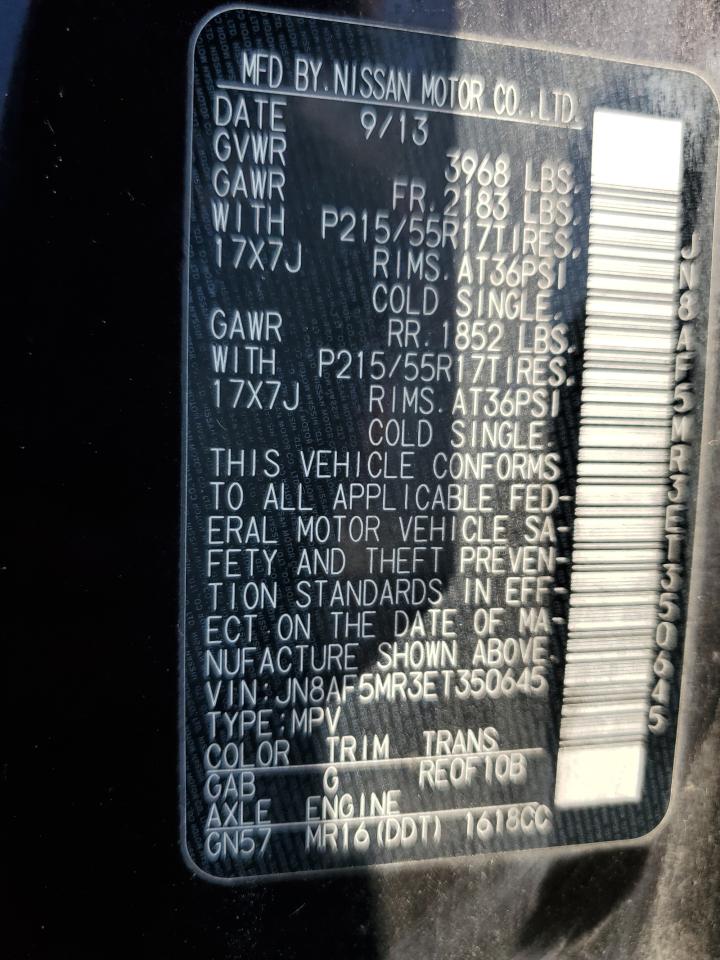 MFD BY.NISSAN MOTOR CO.,LTD.
DATE 9/13
GVWR 3968 LBS.
GAWR FR.2183 LBS.
WITH P215/55R17TIRES.
17X7J RIMS.AT36PSI
COLD SINGLE.
GAWR RR.1852 LBS.
WITH P215/55R17TIRES.
17X7J RIMS.AT36PSI
COLD SINGLE.
THIS VEHICLE CONFORMS
TO ALL APPLICABLE FED-
ERAL MOTOR VEHICLE SA-
FETY AND THEFT PREVEN-
TION STANDARDS IN EFF-
ECT ON THE DATE OF MA-
NUFACTURE SHOWN ABOVE.
VIN:JN8AF5MR3ET350645
TYPE:MPV
COLOR TRIM TRANS
GAB G RE0F10B
AXLE ENGINE
GN57 MR16(DDT) 1618CC
JN8AF5MR3ET350645